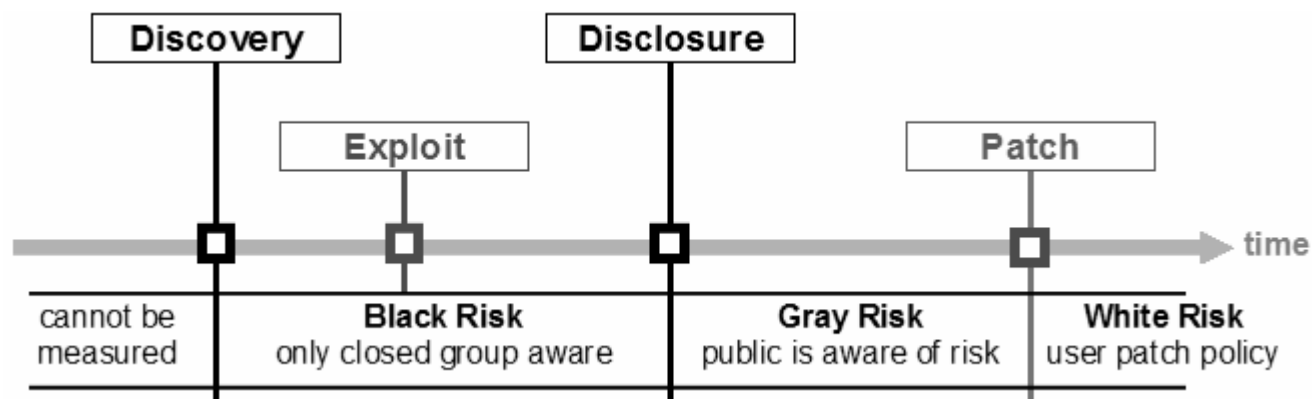 Discovery
Disclosure
Exploit
Patch
time
cannot be
measured
Black Risk
only closed group aware
Gray Risk
public is aware of risk
White Risk
user patch policy